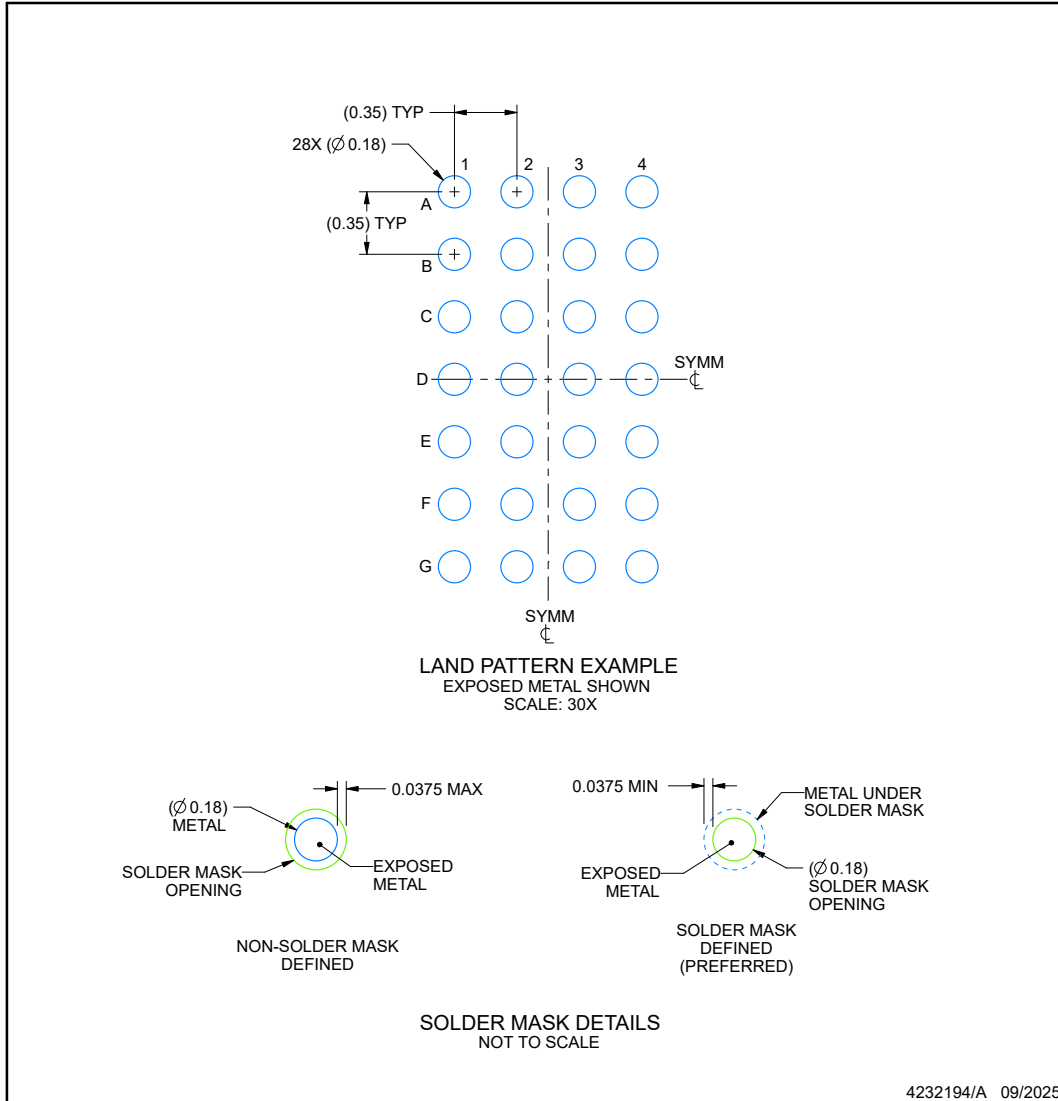 (0.35) TYP
28X (Ø 0.18)
1
2
3
4
A
(0.35) TYP
B
C
D
SYMM
℄
E
F
G
SYMM
℄
LAND PATTERN EXAMPLE
EXPOSED METAL SHOWN
SCALE: 30X
(Ø 0.18)
METAL
0.0375 MAX
SOLDER MASK
OPENING
EXPOSED
METAL
NON-SOLDER MASK
DEFINED
0.0375 MIN
METAL UNDER
SOLDER MASK
EXPOSED
METAL
(Ø 0.18)
SOLDER MASK
OPENING
SOLDER MASK
DEFINED
(PREFERRED)
SOLDER MASK DETAILS
NOT TO SCALE
4232194/A 09/2025